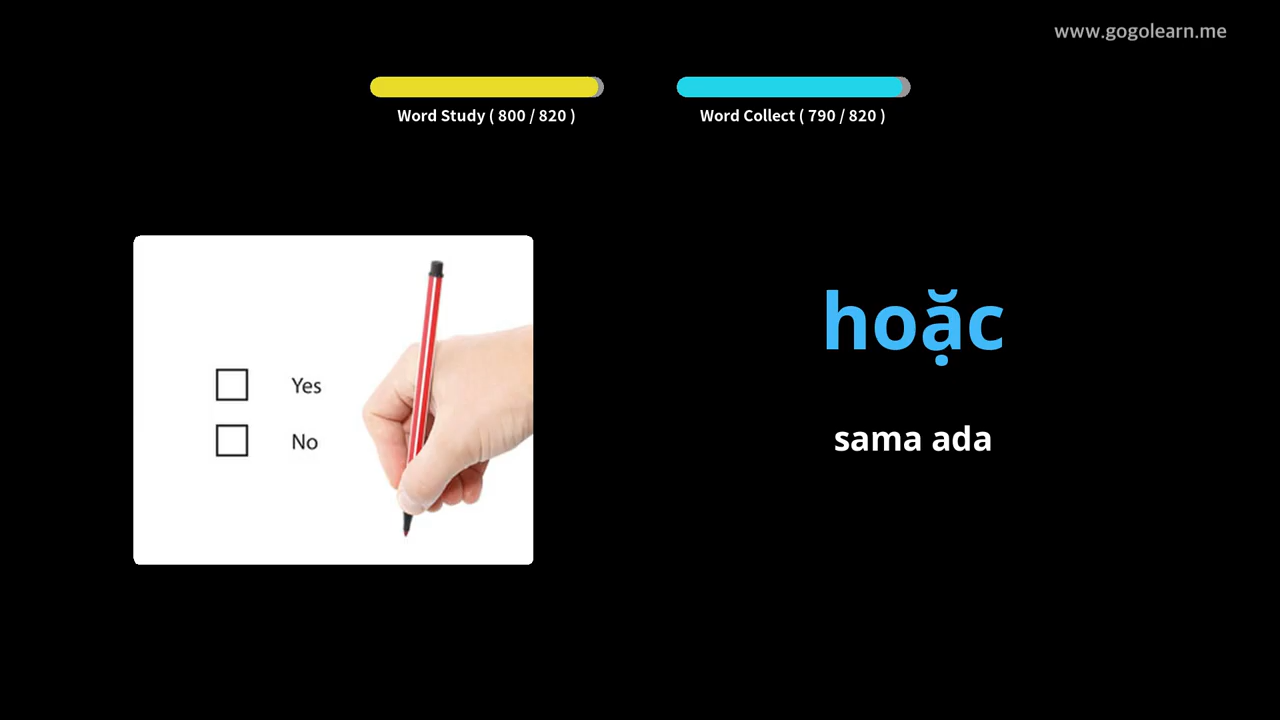 www.gogolearn.me
Word Study ( 800 / 820 )
Word Collect ( 790 / 820 )
Yes
No
hoặc
sama ada